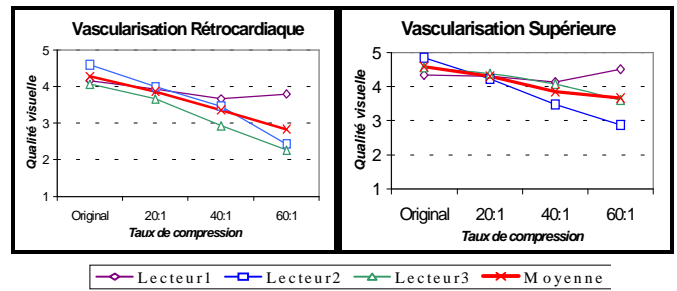 Vascularisation Rétrocardiaque
5
4
3
2
1
Qualité visuelle
Original 20:1 40:1 60:1
Taux de compression
Vascularisation Supérieure
5
4
3
2
1
Qualité visuelle
Original 20:1 40:1 60:1
Taux de compression
Lecteur1 Lecteur2 Lecteur3 Moyenne